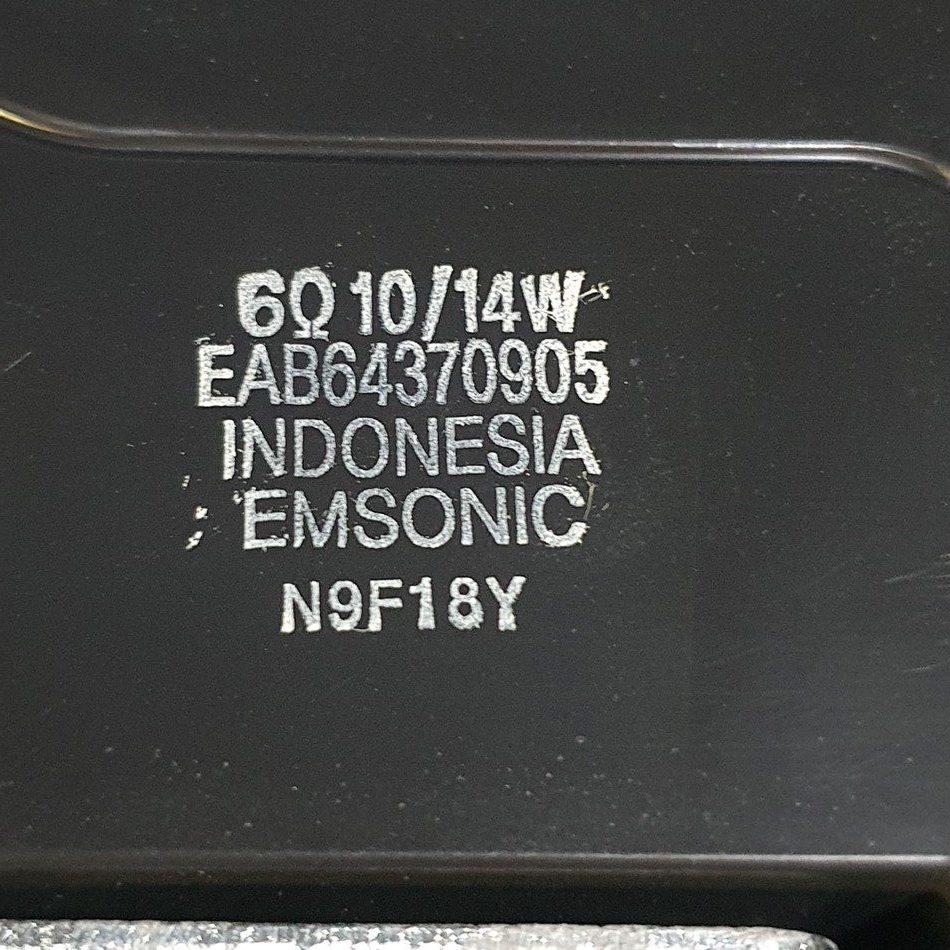 6Ω 10/14W
EAB64370905
INDONESIA
EMSONIC
N9F18Y